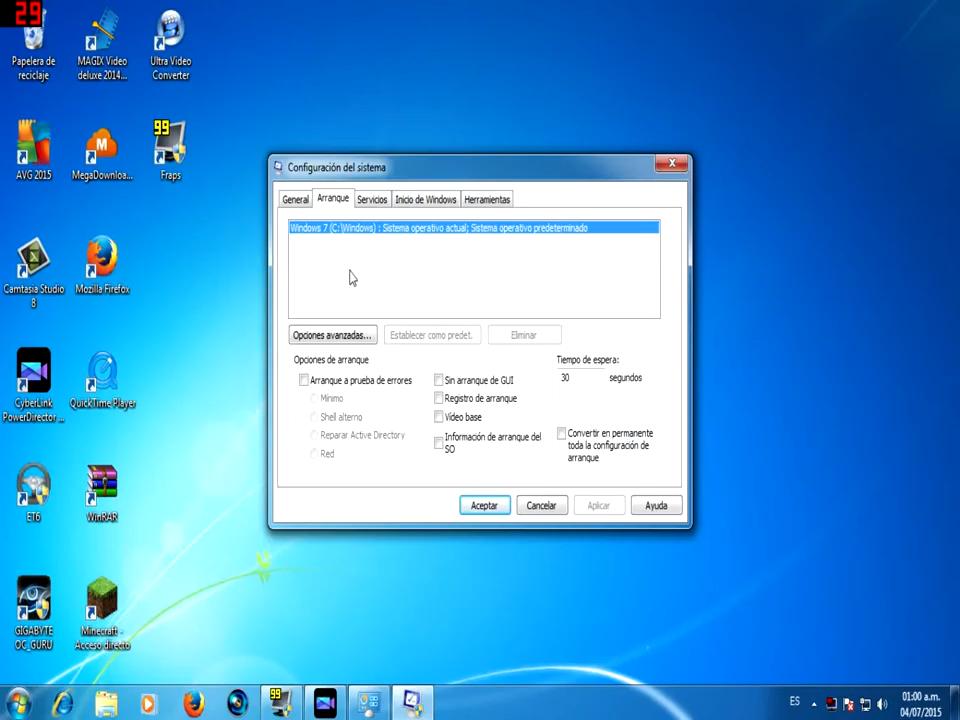 29
Papelera de
reciclaje
MAGIX Video
deluxe 2014...
Ultra Video
Converter
AVG 2015
MegaDownloa...
99
Fraps
Camtasia Studio
8
Mozilla Firefox
CyberLink
PowerDirector ...
QuickTime Player
ET6
WinRAR
GIGABYTE
OC_GURU
Minecraft -
Acceso directo
Configuración del sistema
General
Arranque
Servicios
Inicio de Windows
Herramientas
Windows 7 (C:\Windows) : Sistema operativo actual; Sistema operativo predeterminado
Opciones avanzadas...
Establecer como predet.
Eliminar
Opciones de arranque
Arranque a prueba de errores
Mínimo
Shell alterno
Reparar Active Directory
Red
Sin arranque de GUI
Registro de arranque
Vídeo base
Información de arranque del
SO
Tiempo de espera:
30 segundos
Convertir en permanente
toda la configuración de
arranque
Aceptar
Cancelar
Aplicar
Ayuda
99
ES
01:00 a.m.
04/07/2015